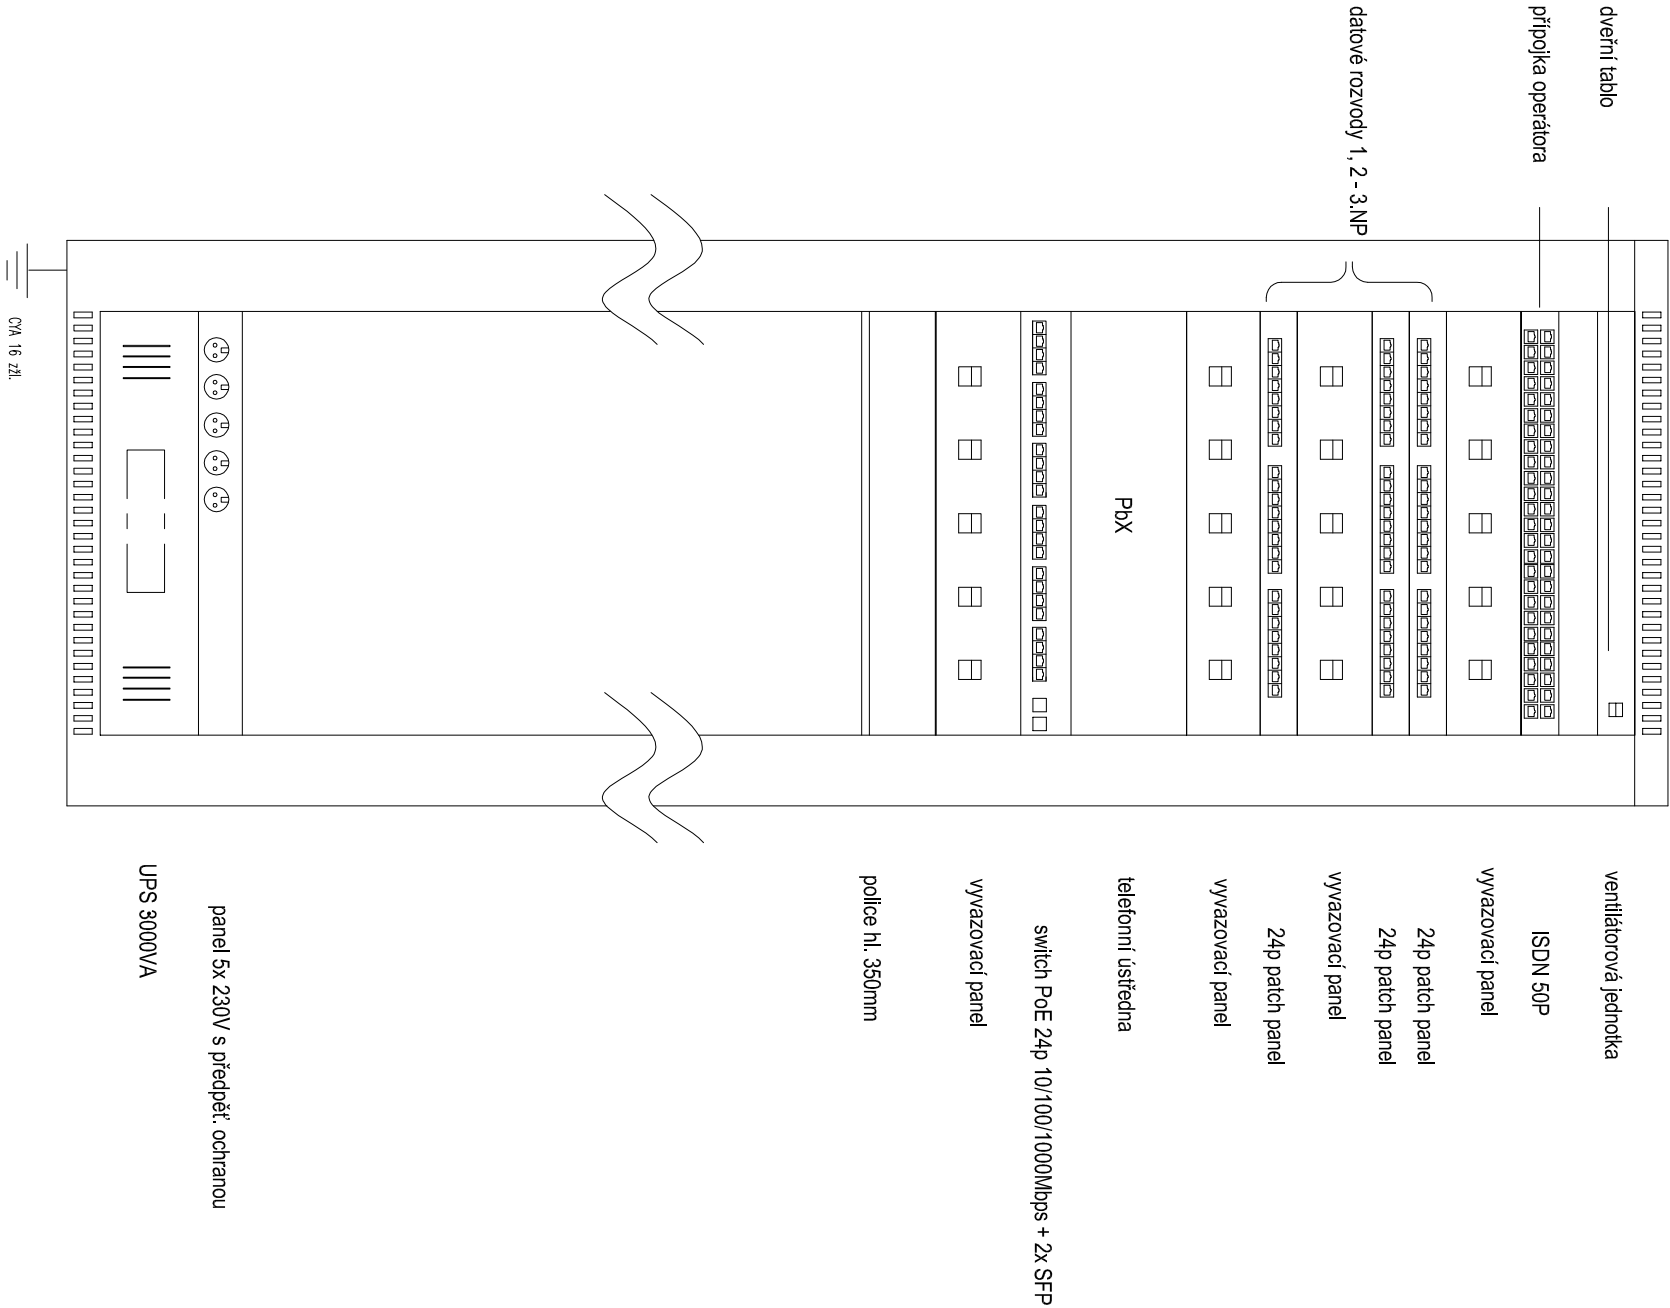 dveřní tablo
přípojka operátora
datové rozvody 1, 2 - 3.NP
ventilátorová jednotka
ISDN 50P
vyvazovací panel
24p patch panel
24p patch panel
vyvazovací panel
24p patch panel
vyvazovací panel
PbX
telefonní ústředna
switch PoE 24p 10/100/1000Mbps + 2x SFP
vyvazovací panel
police hl. 350mm
panel 5x 230V s předpěť. ochranou
UPS 3000VA
CYA 16 zžl.